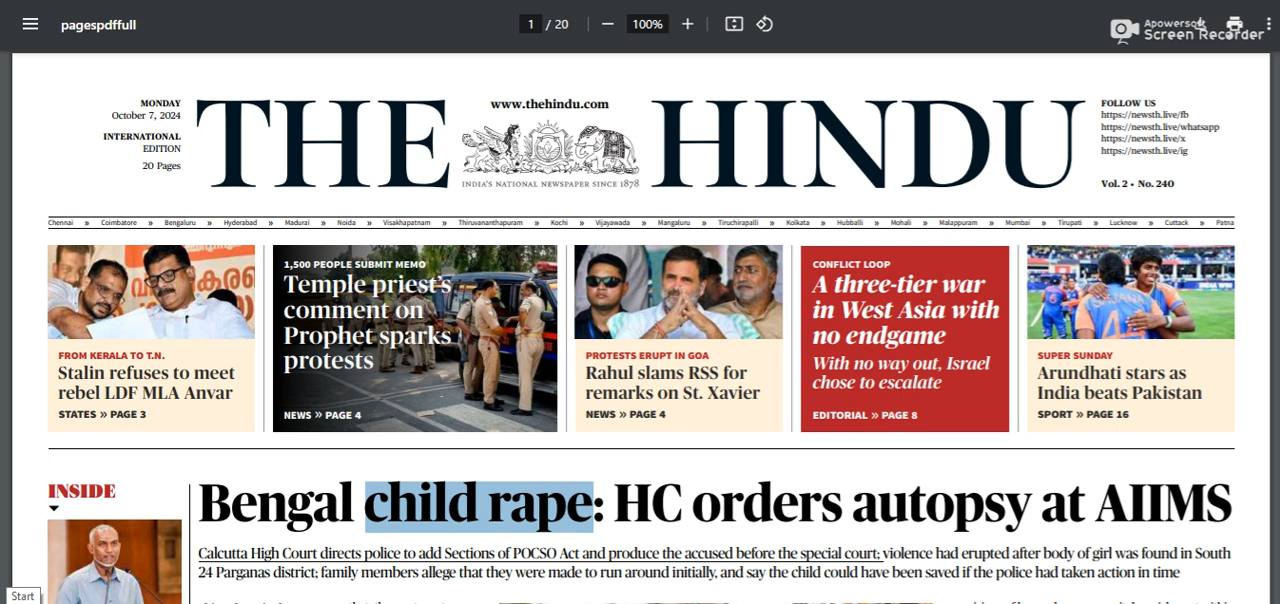 pagespdffull
1 / 20
100%
Apowersoft
Screen Recorder
MONDAY
October 7, 2024
INTERNATIONAL
EDITION
20 Pages
THE HINDU
www.thehindu.com
INDIA'S NATIONAL NEWSPAPER SINCE 1878
FOLLOW US
https://newsth.live/fb
https://newsth.live/whatsapp
https://newsth.live/x
https://newsth.live/ig
Vol. 2 • No. 240
Chennai » Coimbatore » Bengaluru » Hyderabad » Madurai » Noida » Visakhapatnam » Thiruvananthapuram » Kochi » Vijayawada » Mangaluru » Tiruchirapalli » Kolkata » Hubballi » Mohali » Malappuram » Mumbai » Tirupati » Lucknow » Cuttack » Patna
FROM KERALA TO T.N.
Stalin refuses to meet
rebel LDF MLA Anvar
STATES » PAGE 3
1,500 PEOPLE SUBMIT MEMO
Temple priest's
comment on
Prophet sparks
protests
NEWS » PAGE 4
PROTESTS ERUPT IN GOA
Rahul slams RSS for
remarks on St. Xavier
NEWS » PAGE 4
CONFLICT LOOP
A three-tier war
in West Asia with
no endgame
With no way out, Israel
chose to escalate
EDITORIAL » PAGE 8
SUPER SUNDAY
Arundhati stars as
India beats Pakistan
SPORT » PAGE 16
INSIDE
Bengal child rape: HC orders autopsy at AIIMS
Calcutta High Court directs police to add Sections of POCSO Act and produce the accused before the special court; violence had erupted after body of girl was found in South
24 Parganas district; family members allege that they were made to run around initially, and say the child could have been saved if the police had taken action in time
Start